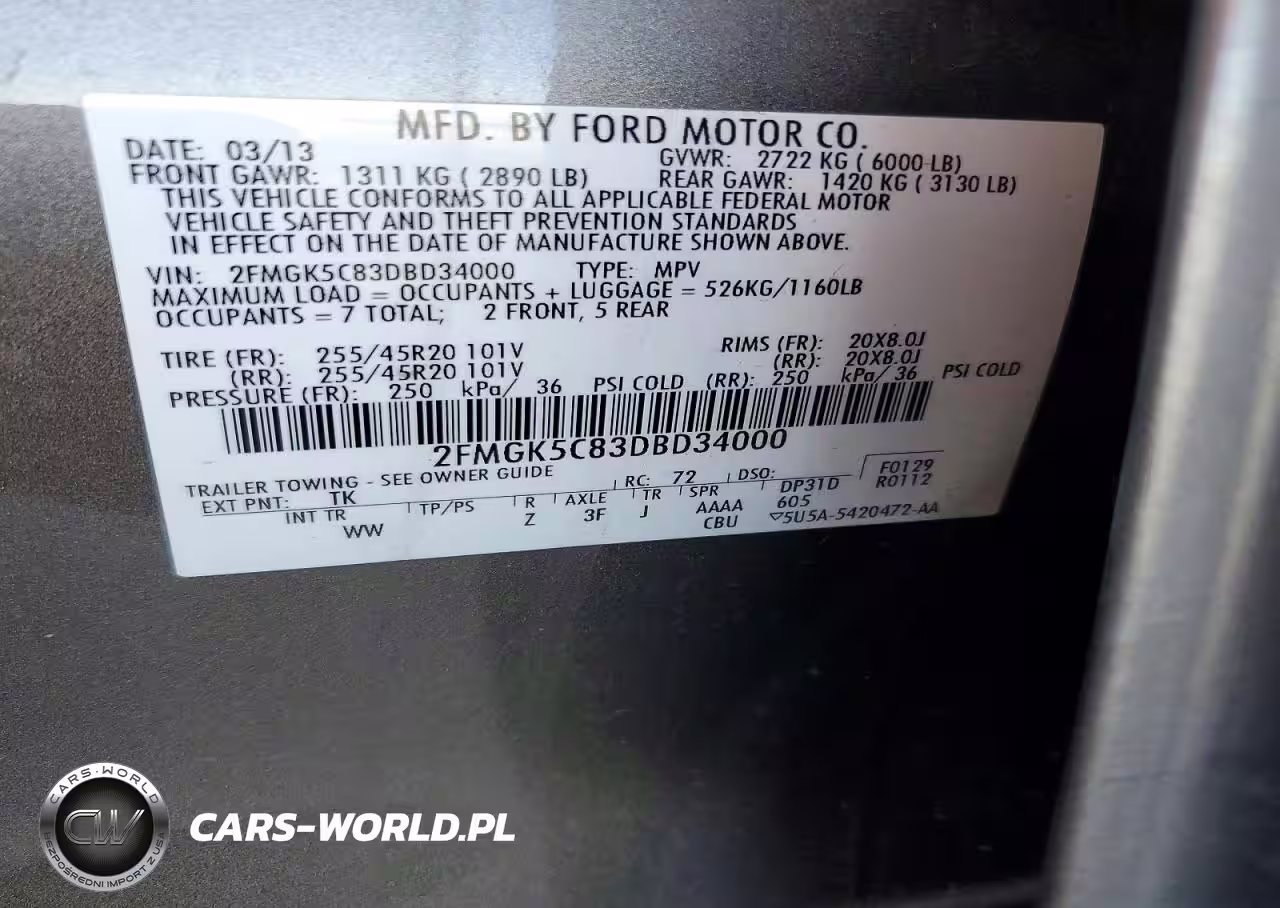 MFD. BY FORD MOTOR CO.
DATE: 03/13 GVWR: 2722 KG ( 6000 LB)
FRONT GAWR: 1311 KG ( 2890 LB) REAR GAWR: 1420 KG ( 3130 LB)
THIS VEHICLE CONFORMS TO ALL APPLICABLE FEDERAL MOTOR
VEHICLE SAFETY AND THEFT PREVENTION STANDARDS
IN EFFECT ON THE DATE OF MANUFACTURE SHOWN ABOVE.
VIN: 2FMGK5C83DBD34000 TYPE: MPV
MAXIMUM LOAD = OCCUPANTS + LUGGAGE = 526KG/1160LB
OCCUPANTS = 7 TOTAL; 2 FRONT, 5 REAR
TIRE (FR): 255/45R20 101V RIMS (FR): 20X8.0J
(RR): 255/45R20 101V (RR): 20X8.0J
PRESSURE (FR): 250 kPa/ 36 PSI COLD (RR): 250 kPa/ 36 PSI COLD
2FMGK5C83DBD34000
TRAILER TOWING - SEE OWNER GUIDE
F0129
EXT PNT: TK RC: 72 DSO: R0112
INT TR TP/PS R AXLE TR SPR DP31D
WW Z 3F J AAAA 605
CBU ▽5U5A-5420472-AA
CARS-WORLD
CW
BEZPOŚREDNI IMPORT Z USA
CARS-WORLD.PL